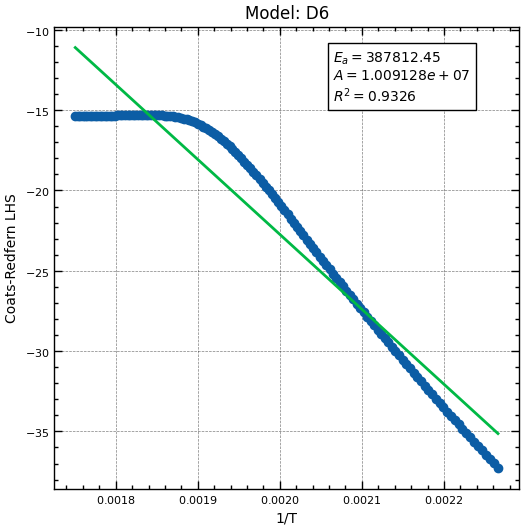 Model: D6
E_a = 387812.45
A = 1.009128e + 07
R^2 = 0.9326
Coats-Redfern LHS
−10
−15
−20
−25
−30
−35
0.0018 0.0019 0.0020 0.0021 0.0022
1/T